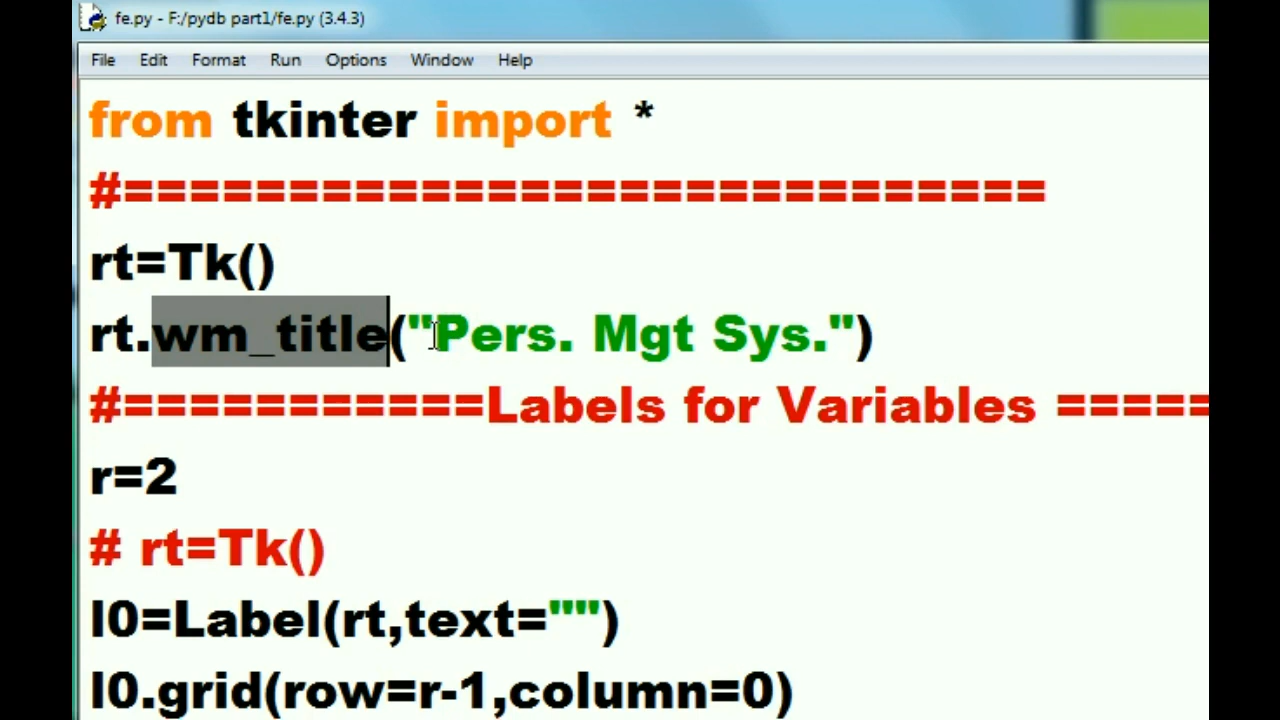 fe.py - F:/pydb part1/fe.py (3.4.3)
File Edit Format Run Options Window Help
from tkinter import *
#============================
rt=Tk()
rt.wm_title("Pers. Mgt Sys.")
#===========Labels for Variables =====
r=2
# rt=Tk()
l0=Label(rt,text="")
l0.grid(row=r-1,column=0)